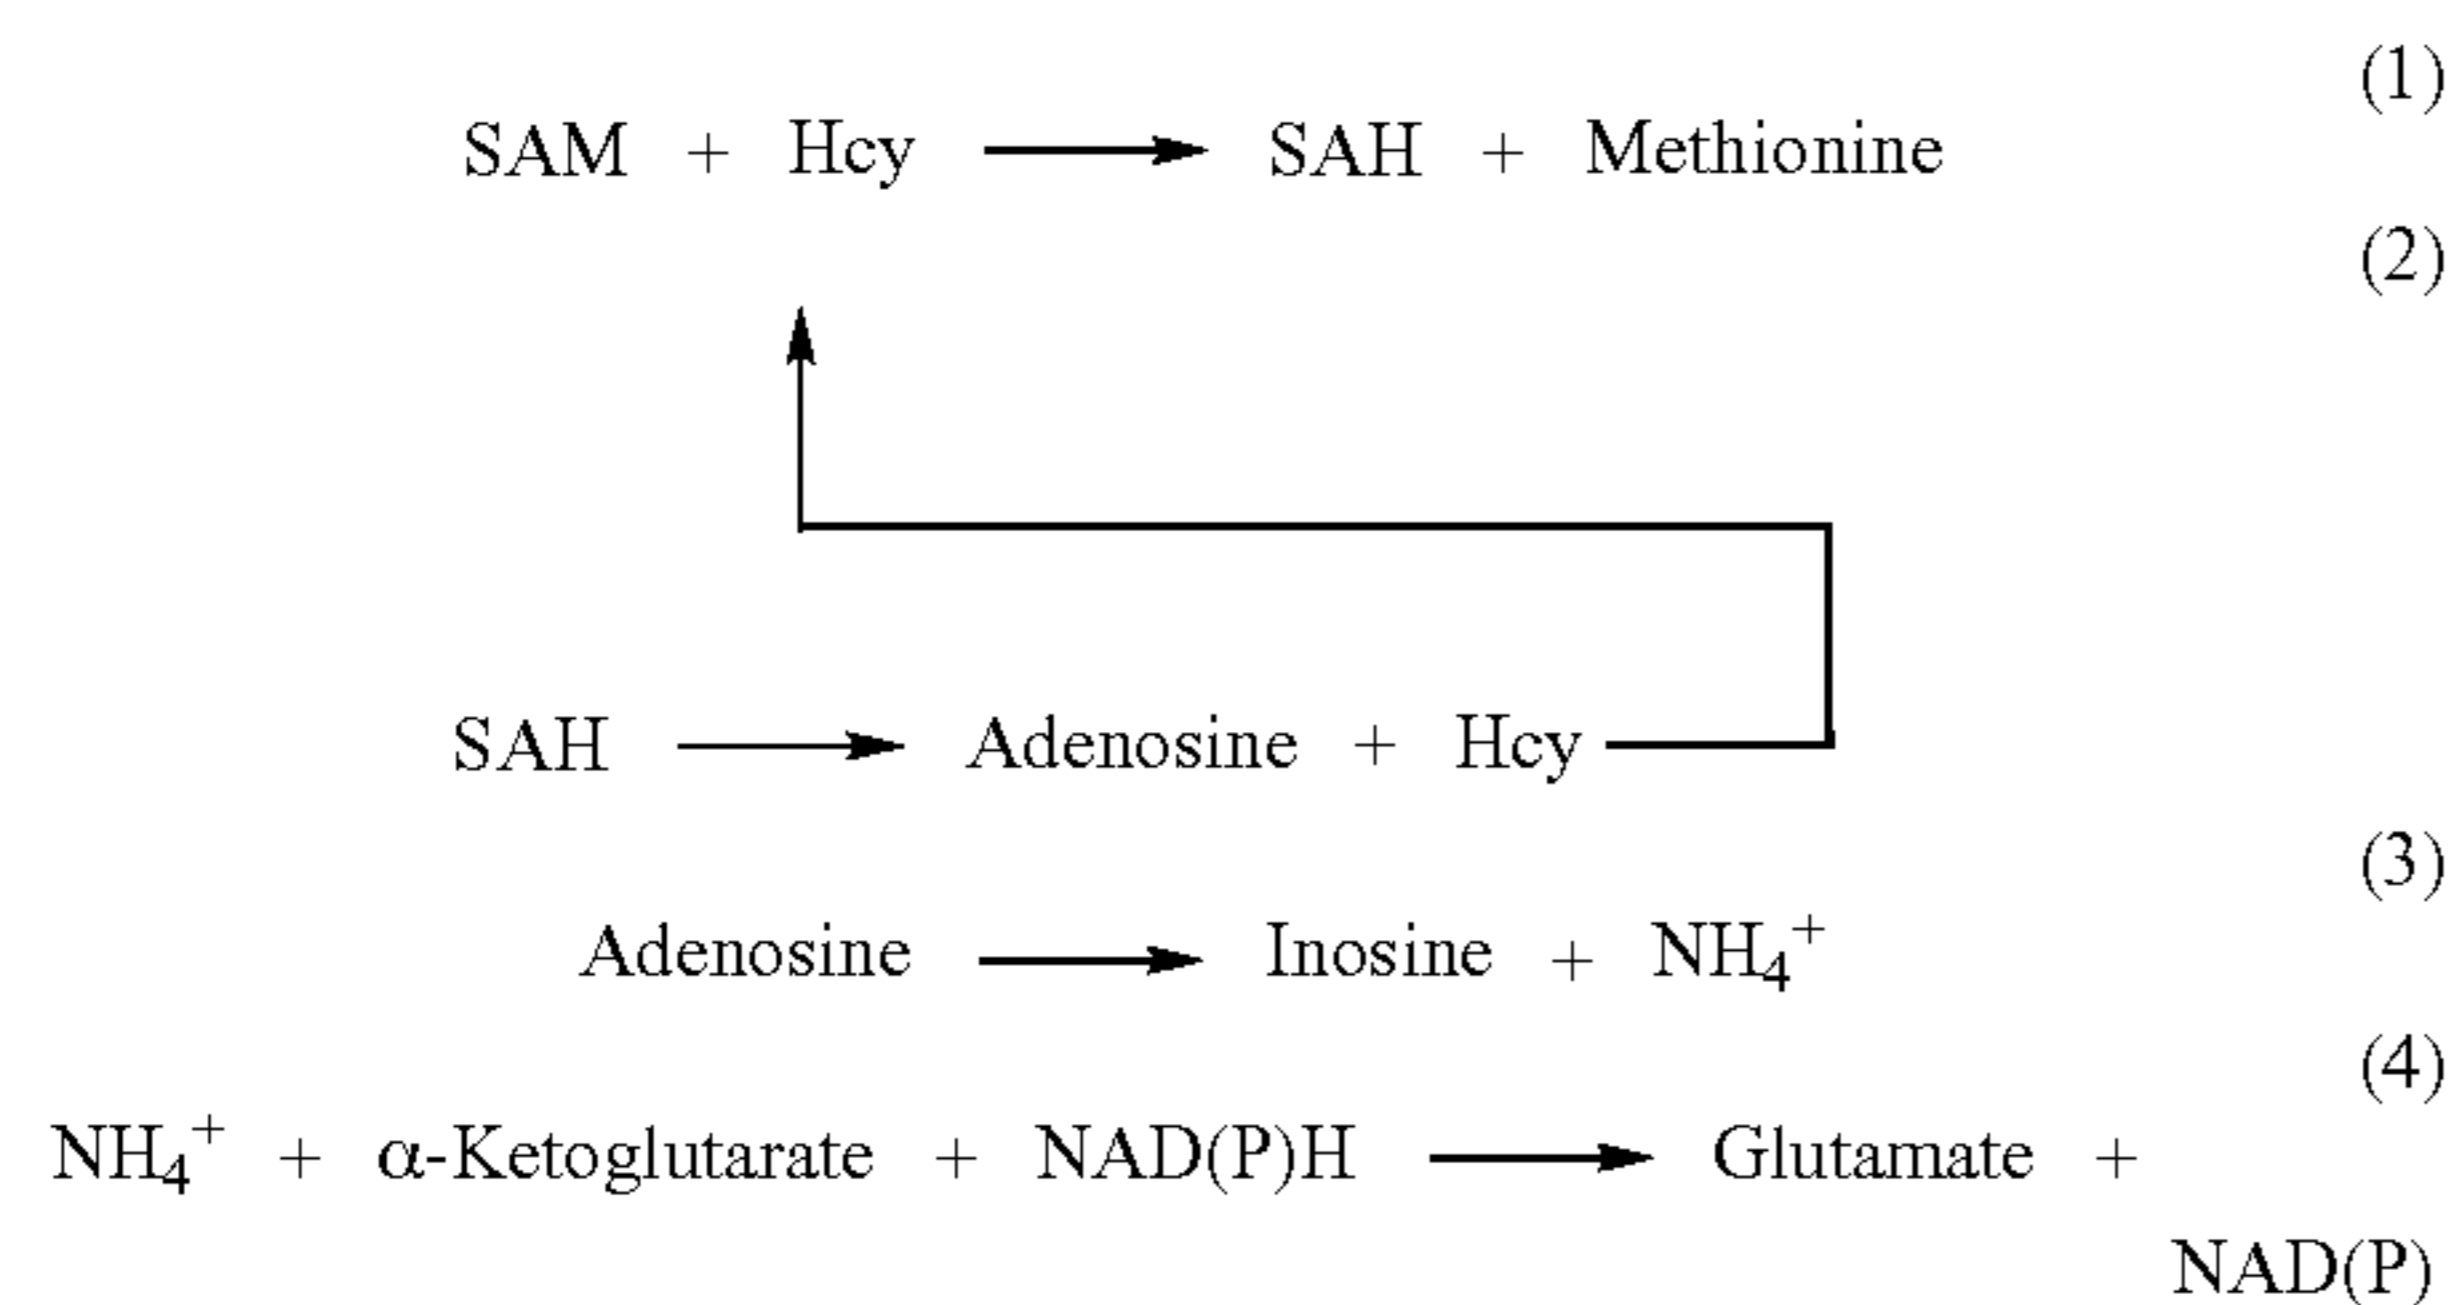 (1)
SAM + Hcy ⟶ SAH + Methionine
(2)
SAH ⟶ Adenosine + Hcy
(3)
Adenosine ⟶ Inosine + NH₄⁺
(4)
NH₄⁺ + α-Ketoglutarate + NAD(P)H ⟶ Glutamate +
NAD(P)